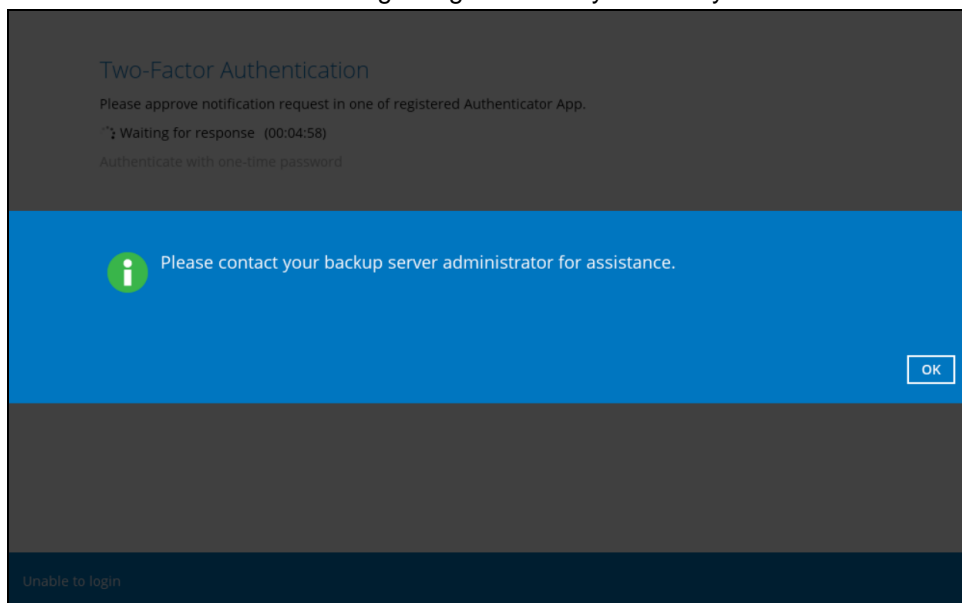 Two-Factor Authentication
Please approve notification request in one of registered Authenticator App.
Waiting for response (00:04:58)
Authenticate with one-time password
Please contact your backup server administrator for assistance.
OK
Unable to login